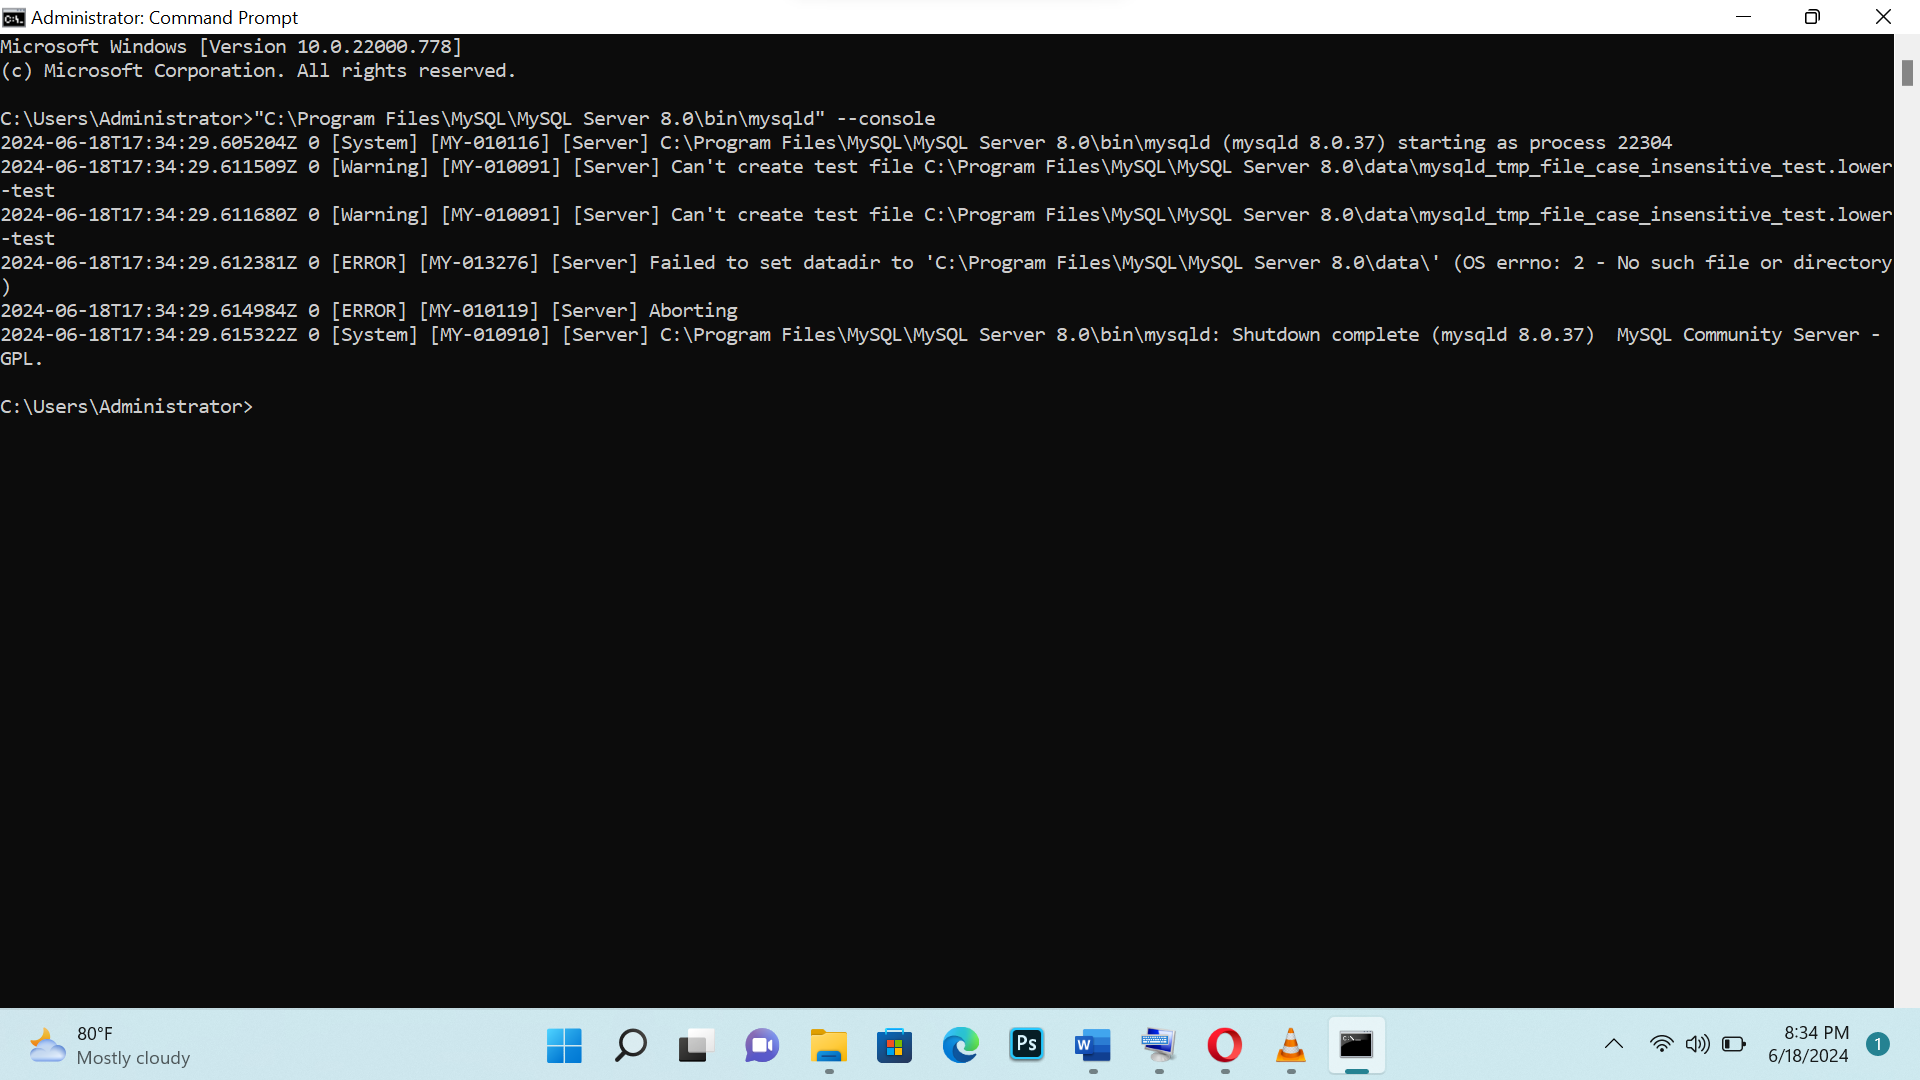 Administrator: Command Prompt
Microsoft Windows [Version 10.0.22000.778]
(c) Microsoft Corporation. All rights reserved.
C:\Users\Administrator>"C:\Program Files\MySQL\MySQL Server 8.0\bin\mysqld" --console
2024-06-18T17:34:29.605204Z 0 [System] [MY-010116] [Server] C:\Program Files\MySQL\MySQL Server 8.0\bin\mysqld (mysqld 8.0.37) starting as process 22304
2024-06-18T17:34:29.611509Z 0 [Warning] [MY-010091] [Server] Can't create test file C:\Program Files\MySQL\MySQL Server 8.0\data\mysqld_tmp_file_case_insensitive_test.lower
-test
2024-06-18T17:34:29.611680Z 0 [Warning] [MY-010091] [Server] Can't create test file C:\Program Files\MySQL\MySQL Server 8.0\data\mysqld_tmp_file_case_insensitive_test.lower
-test
2024-06-18T17:34:29.612381Z 0 [ERROR] [MY-013276] [Server] Failed to set datadir to 'C:\Program Files\MySQL\MySQL Server 8.0\data\' (OS errno: 2 - No such file or directory
)
2024-06-18T17:34:29.614984Z 0 [ERROR] [MY-010119] [Server] Aborting
2024-06-18T17:34:29.615322Z 0 [System] [MY-010910] [Server] C:\Program Files\MySQL\MySQL Server 8.0\bin\mysqld: Shutdown complete (mysqld 8.0.37)  MySQL Community Server -
GPL.
C:\Users\Administrator>
80°F
Mostly cloudy
Ps
W
8:34 PM
6/18/2024
1